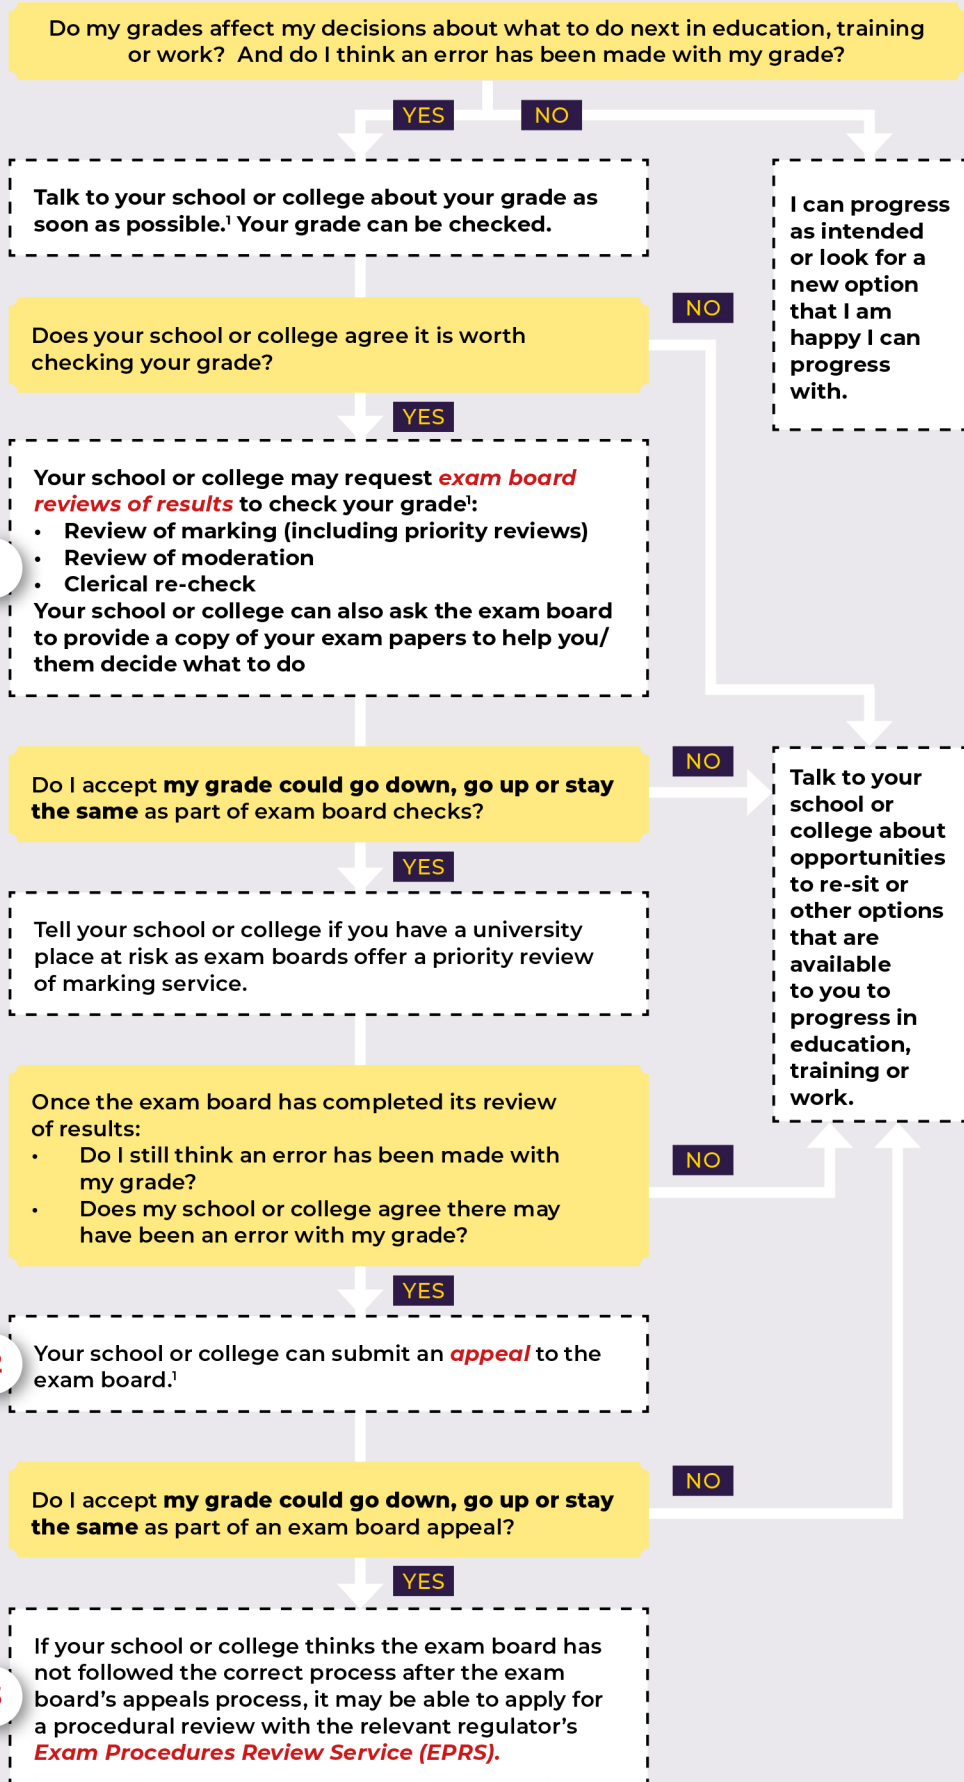 Do my grades affect my decisions about what to do next in education, training
or work?  And do I think an error has been made with my grade?
YES
NO
Talk to your school or college about your grade as
soon as possible.¹ Your grade can be checked.
I can progress
as intended
or look for a
new option
that I am
happy I can
progress
with.
Does your school or college agree it is worth
checking your grade?
NO
YES
Your school or college may request exam board
reviews of results to check your grade¹:
• Review of marking (including priority reviews)
• Review of moderation
• Clerical re-check
Your school or college can also ask the exam board
to provide a copy of your exam papers to help you/
them decide what to do
Do I accept my grade could go down, go up or stay
the same as part of exam board checks?
NO
YES
Talk to your
school or
college about
opportunities
to re-sit or
other options
that are
available
to you to
progress in
education,
training or
work.
Tell your school or college if you have a university
place at risk as exam boards offer a priority review
of marking service.
Once the exam board has completed its review
of results:
• Do I still think an error has been made with
my grade?
• Does my school or college agree there may
have been an error with my grade?
NO
YES
Your school or college can submit an appeal to the
exam board.¹
Do I accept my grade could go down, go up or stay
the same as part of an exam board appeal?
NO
YES
If your school or college thinks the exam board has
not followed the correct process after the exam
board’s appeals process, it may be able to apply for
a procedural review with the relevant regulator’s
Exam Procedures Review Service (EPRS).